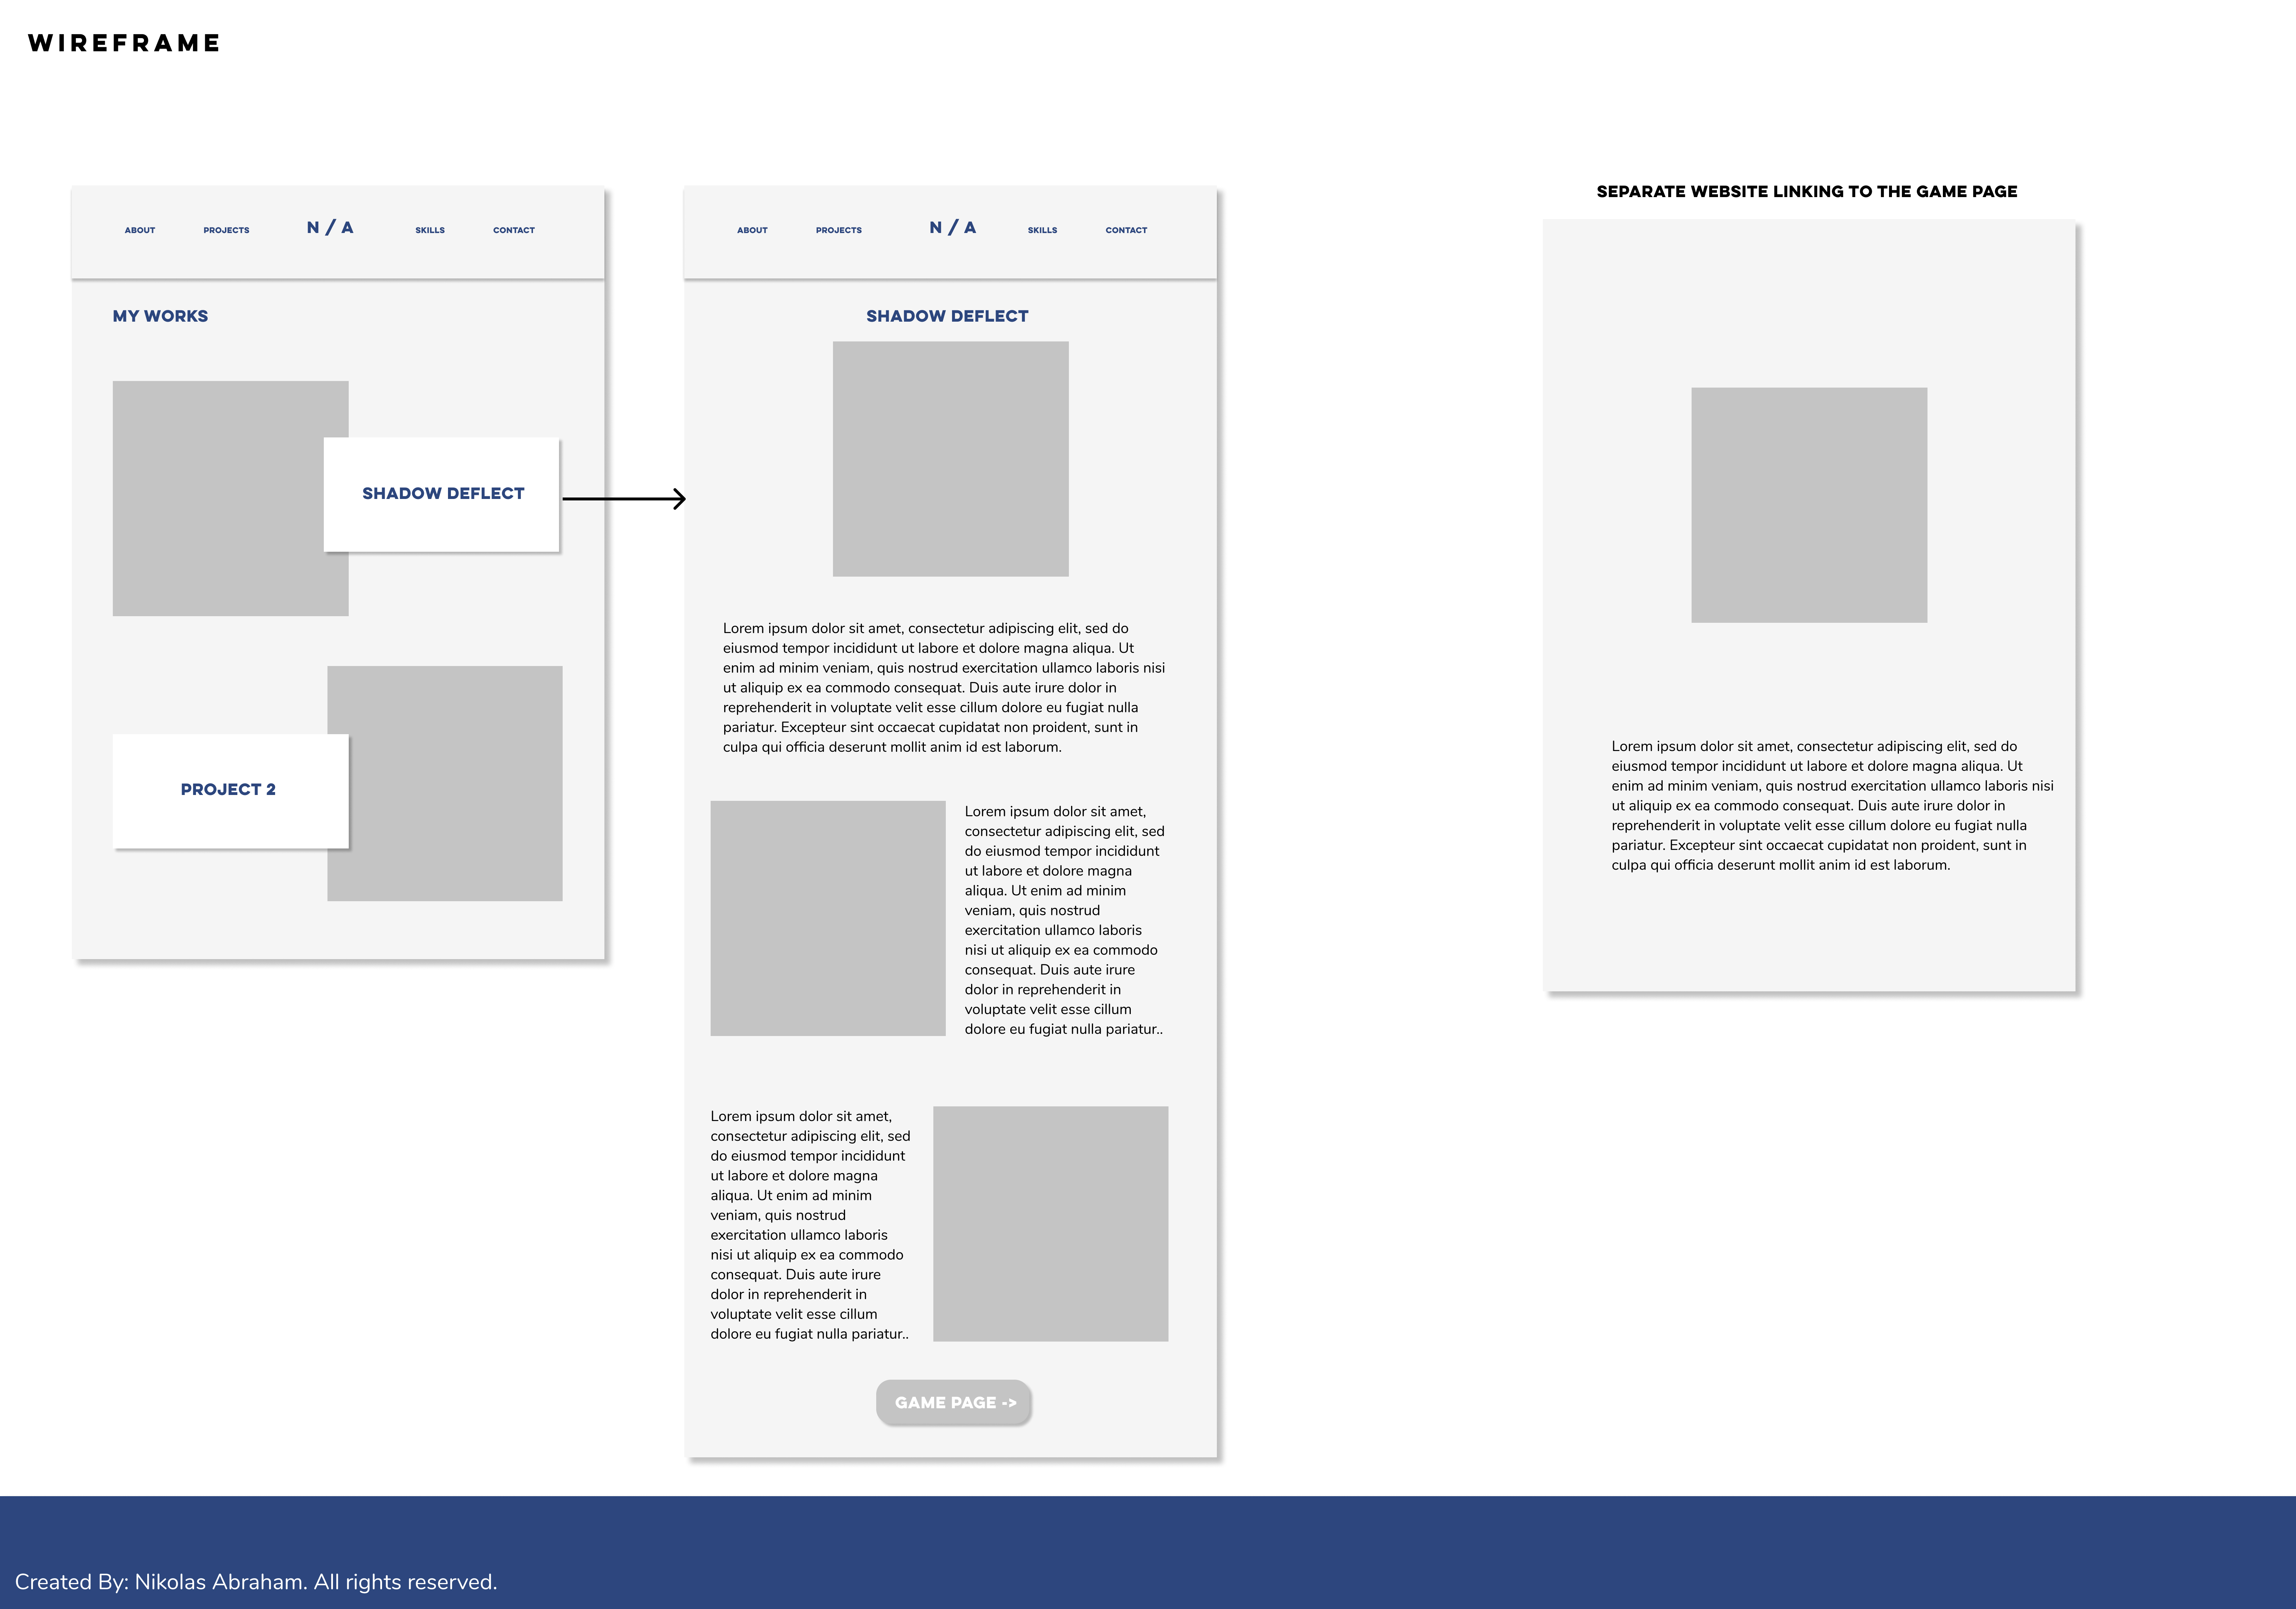 WIREFRAME
ABOUT PROJECTS N / A SKILLS CONTACT
MY WORKS
SHADOW DEFLECT
PROJECT 2
ABOUT PROJECTS N / A SKILLS CONTACT
SHADOW DEFLECT
Lorem ipsum dolor sit amet, consectetur adipiscing elit, sed do
eiusmod tempor incididunt ut labore et dolore magna aliqua. Ut
enim ad minim veniam, quis nostrud exercitation ullamco laboris nisi
ut aliquip ex ea commodo consequat. Duis aute irure dolor in
reprehenderit in voluptate velit esse cillum dolore eu fugiat nulla
pariatur. Excepteur sint occaecat cupidatat non proident, sunt in
culpa qui officia deserunt mollit anim id est laborum.
Lorem ipsum dolor sit amet,
consectetur adipiscing elit, sed
do eiusmod tempor incididunt
ut labore et dolore magna
aliqua. Ut enim ad minim
veniam, quis nostrud
exercitation ullamco laboris
nisi ut aliquip ex ea commodo
consequat. Duis aute irure
dolor in reprehenderit in
voluptate velit esse cillum
dolore eu fugiat nulla pariatur..
Lorem ipsum dolor sit amet,
consectetur adipiscing elit, sed
do eiusmod tempor incididunt
ut labore et dolore magna
aliqua. Ut enim ad minim
veniam, quis nostrud
exercitation ullamco laboris
nisi ut aliquip ex ea commodo
consequat. Duis aute irure
dolor in reprehenderit in
voluptate velit esse cillum
dolore eu fugiat nulla pariatur..
GAME PAGE ->
SEPARATE WEBSITE LINKING TO THE GAME PAGE
Lorem ipsum dolor sit amet, consectetur adipiscing elit, sed do
eiusmod tempor incididunt ut labore et dolore magna aliqua. Ut
enim ad minim veniam, quis nostrud exercitation ullamco laboris nisi
ut aliquip ex ea commodo consequat. Duis aute irure dolor in
reprehenderit in voluptate velit esse cillum dolore eu fugiat nulla
pariatur. Excepteur sint occaecat cupidatat non proident, sunt in
culpa qui officia deserunt mollit anim id est laborum.
Created By: Nikolas Abraham. All rights reserved.